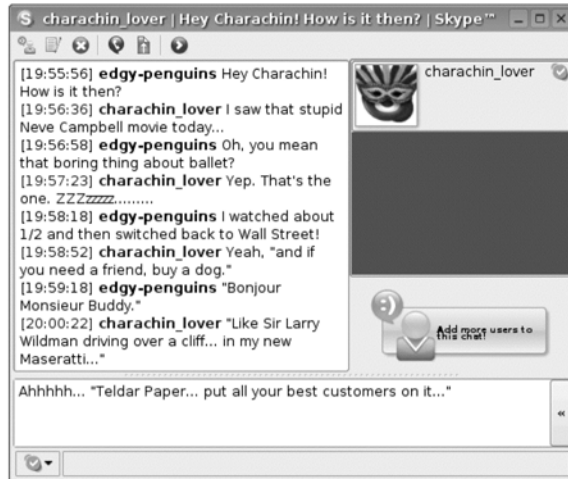 charachin_lover | Hey Charachin! How is it then? | Skype™
[19:55:56] edgy-penguins Hey Charachin!
How is it then?
[19:56:36] charachin_lover I saw that stupid
Neve Campbell movie today...
[19:56:58] edgy-penguins Oh, you mean
that boring thing about ballet?
[19:57:23] charachin_lover Yep. That's the
one. ZZZzzzzz.........
[19:58:18] edgy-penguins I watched about
1/2 and then switched back to Wall Street!
[19:58:52] charachin_lover Yeah, "and if
you need a friend, buy a dog."
[19:59:18] edgy-penguins "Bonjour
Monsieur Buddy."
[20:00:22] charachin_lover "Like Sir Larry
Wildman driving over a cliff... in my new
Maseratti..."
charachin_lover
Add more users to
this chat!
Ahhhhh... "Teldar Paper... put all your best customers on it..."
«